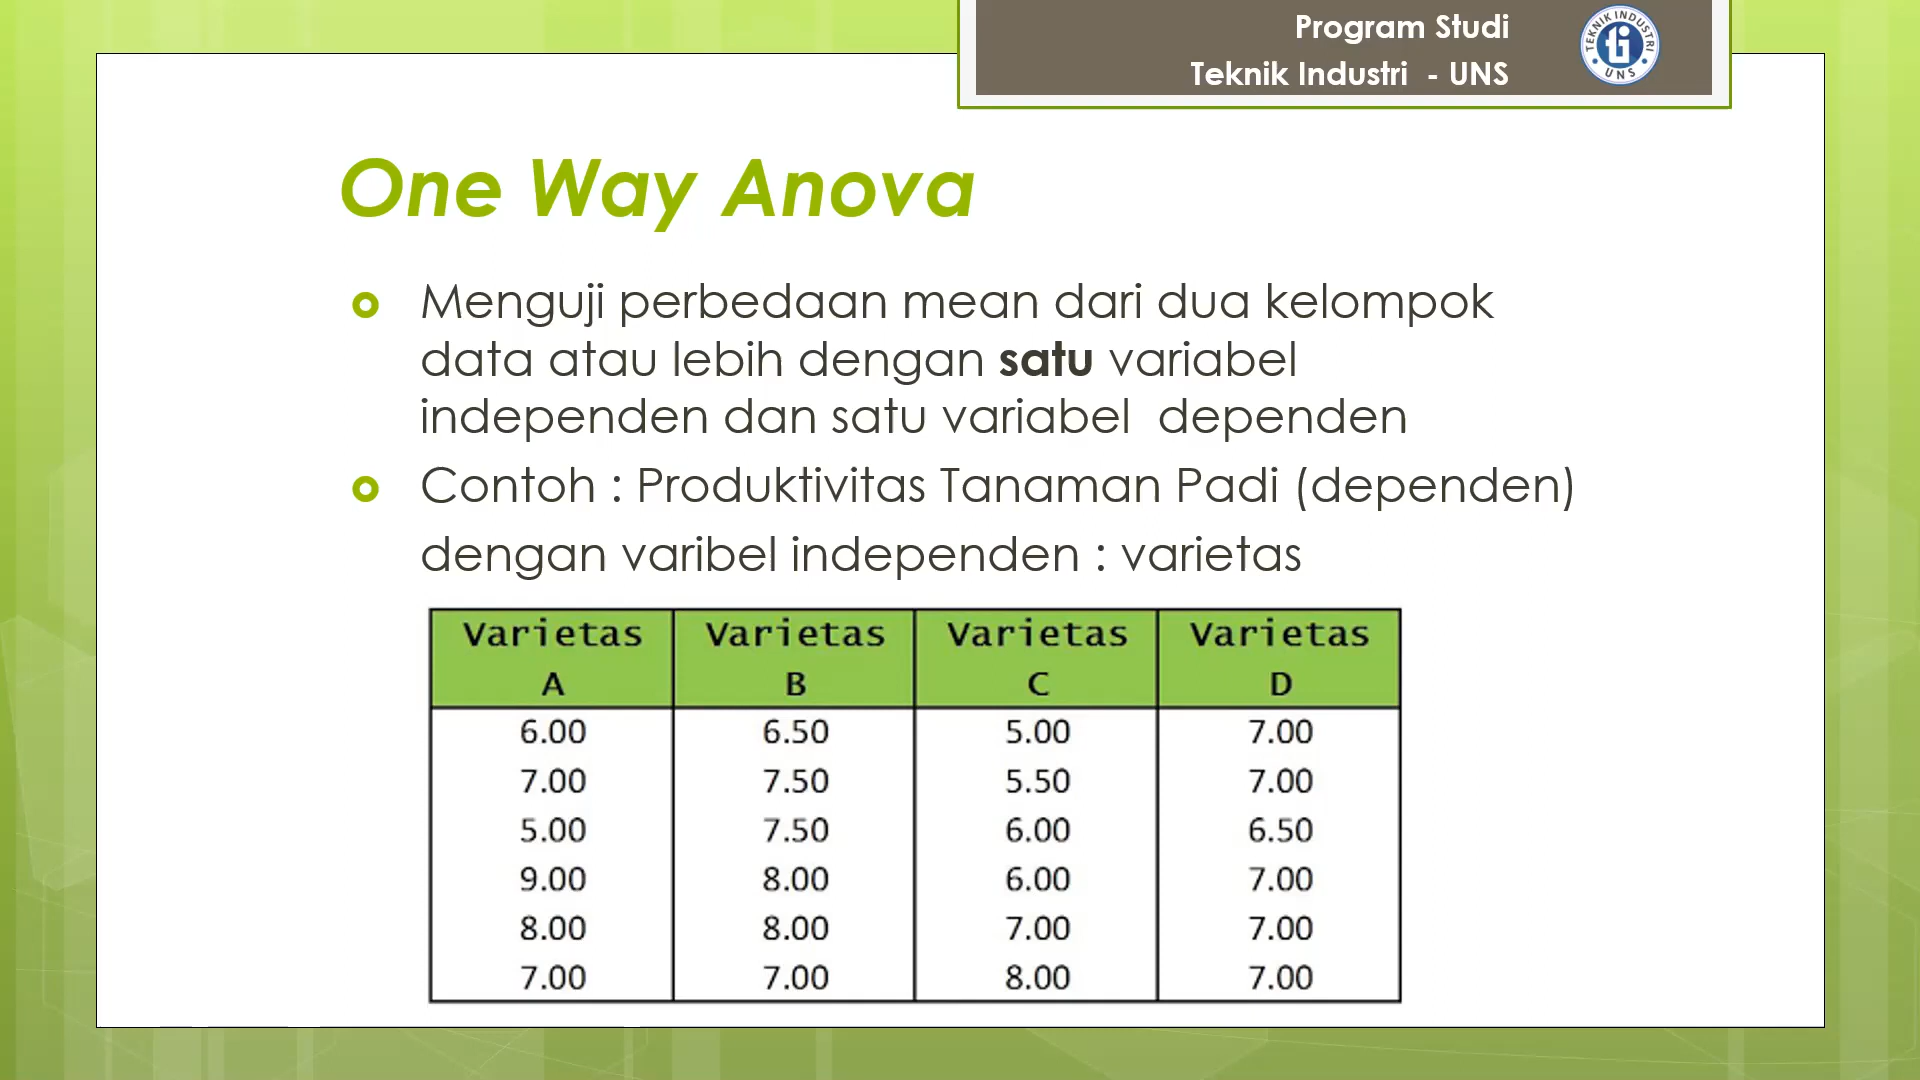 Program Studi
Teknik Industri - UNS
TEKNIK INDUSTRI
ti
UNS
One Way Anova
Menguji perbedaan mean dari dua kelompok
data atau lebih dengan satu variabel
independen dan satu variabel dependen
Contoh : Produktivitas Tanaman Padi (dependen)
dengan varibel independen : varietas
Varietas A Varietas B Varietas C Varietas D
6.00 6.50 5.00 7.00
7.00 7.50 5.50 7.00
5.00 7.50 6.00 6.50
9.00 8.00 6.00 7.00
8.00 8.00 7.00 7.00
7.00 7.00 8.00 7.00